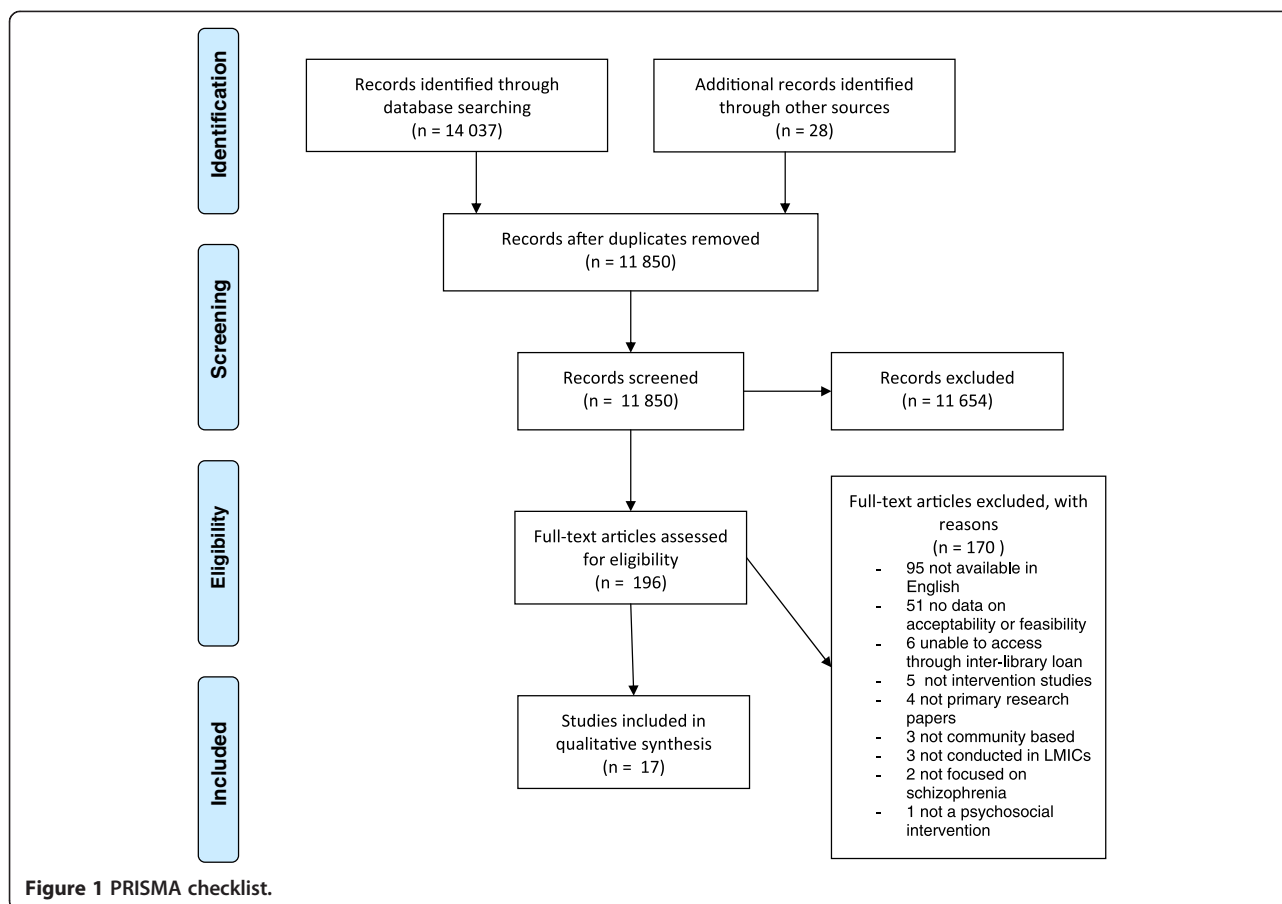 Identification
Records identified through
database searching
(n = 14 037)
Additional records identified
through other sources
(n = 28)
Records after duplicates removed
(n = 11 850)
Screening
Records screened
(n = 11 850)
Records excluded
(n = 11 654)
Eligibility
Full-text articles assessed
for eligibility
(n = 196)
Full-text articles excluded, with
reasons
(n = 170 )
- 95 not available in
English
- 51 no data on
acceptability or feasibility
- 6 unable to access
through inter-library loan
- 5 not intervention studies
- 4 not primary research
papers
- 3 not community based
- 3 not conducted in LMICs
- 2 not focused on
schizophrenia
- 1 not a psychosocial
intervention
Included
Studies included in
qualitative synthesis
(n = 17)
Figure 1 PRISMA checklist.